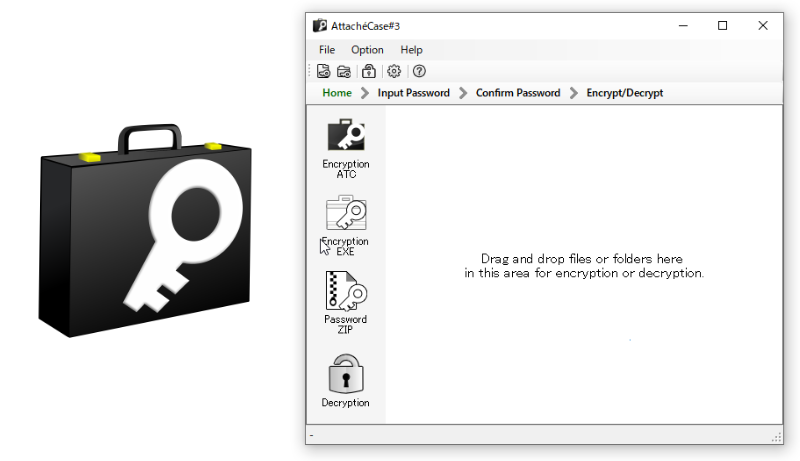 AttachéCase#3
File Option Help
Home Input Password Confirm Password Encrypt/Decrypt
Encryption
ATC
Encryption
EXE
Password
ZIP
Decryption
Drag and drop files or folders here
in this area for encryption or decryption.
-